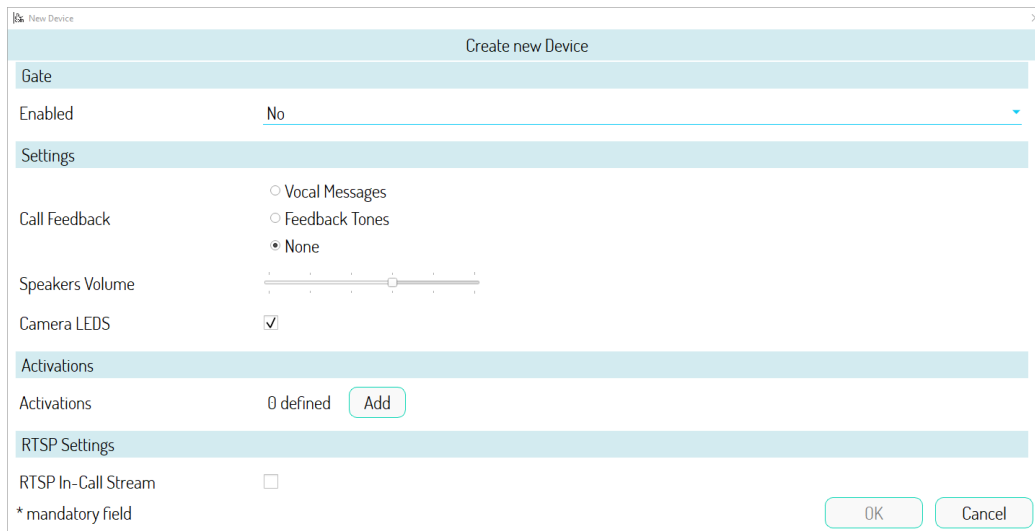 New Device
Create new Device
Gate
Enabled No
Settings
Call Feedback
Vocal Messages
Feedback Tones
None
Speakers Volume
Camera LEDS
Activations
Activations 0 defined Add
RTSP Settings
RTSP In-Call Stream
* mandatory field OK Cancel